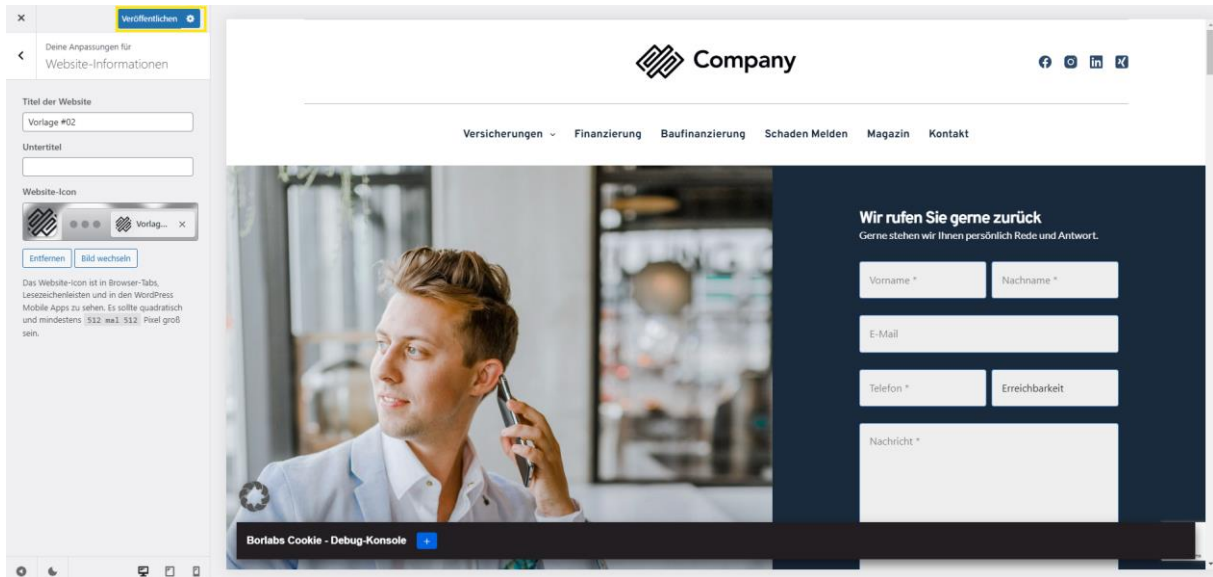 Veröffentlichen
Deine Anpassungen für
Website-Informationen
Titel der Website
Vorlage #02
Untertitel
Website-Icon
Vorlag...
Entfernen
Bild wechseln
Das Website-Icon ist in Browser-Tabs,
Lesezeichenleisten und in den WordPress
Mobile Apps zu sehen. Es sollte quadratisch
und mindestens 512 mal 512 Pixel groß
sein.
Company
Versicherungen Finanzierung Baufinanzierung Schaden Melden Magazin Kontakt
Wir rufen Sie gerne zurück
Gerne stehen wir Ihnen persönlich Rede und Antwort.
Vorname * Nachname *
E-Mail
Telefon * Erreichbarkeit
Nachricht *
Borlabs Cookie - Debug-Konsole +